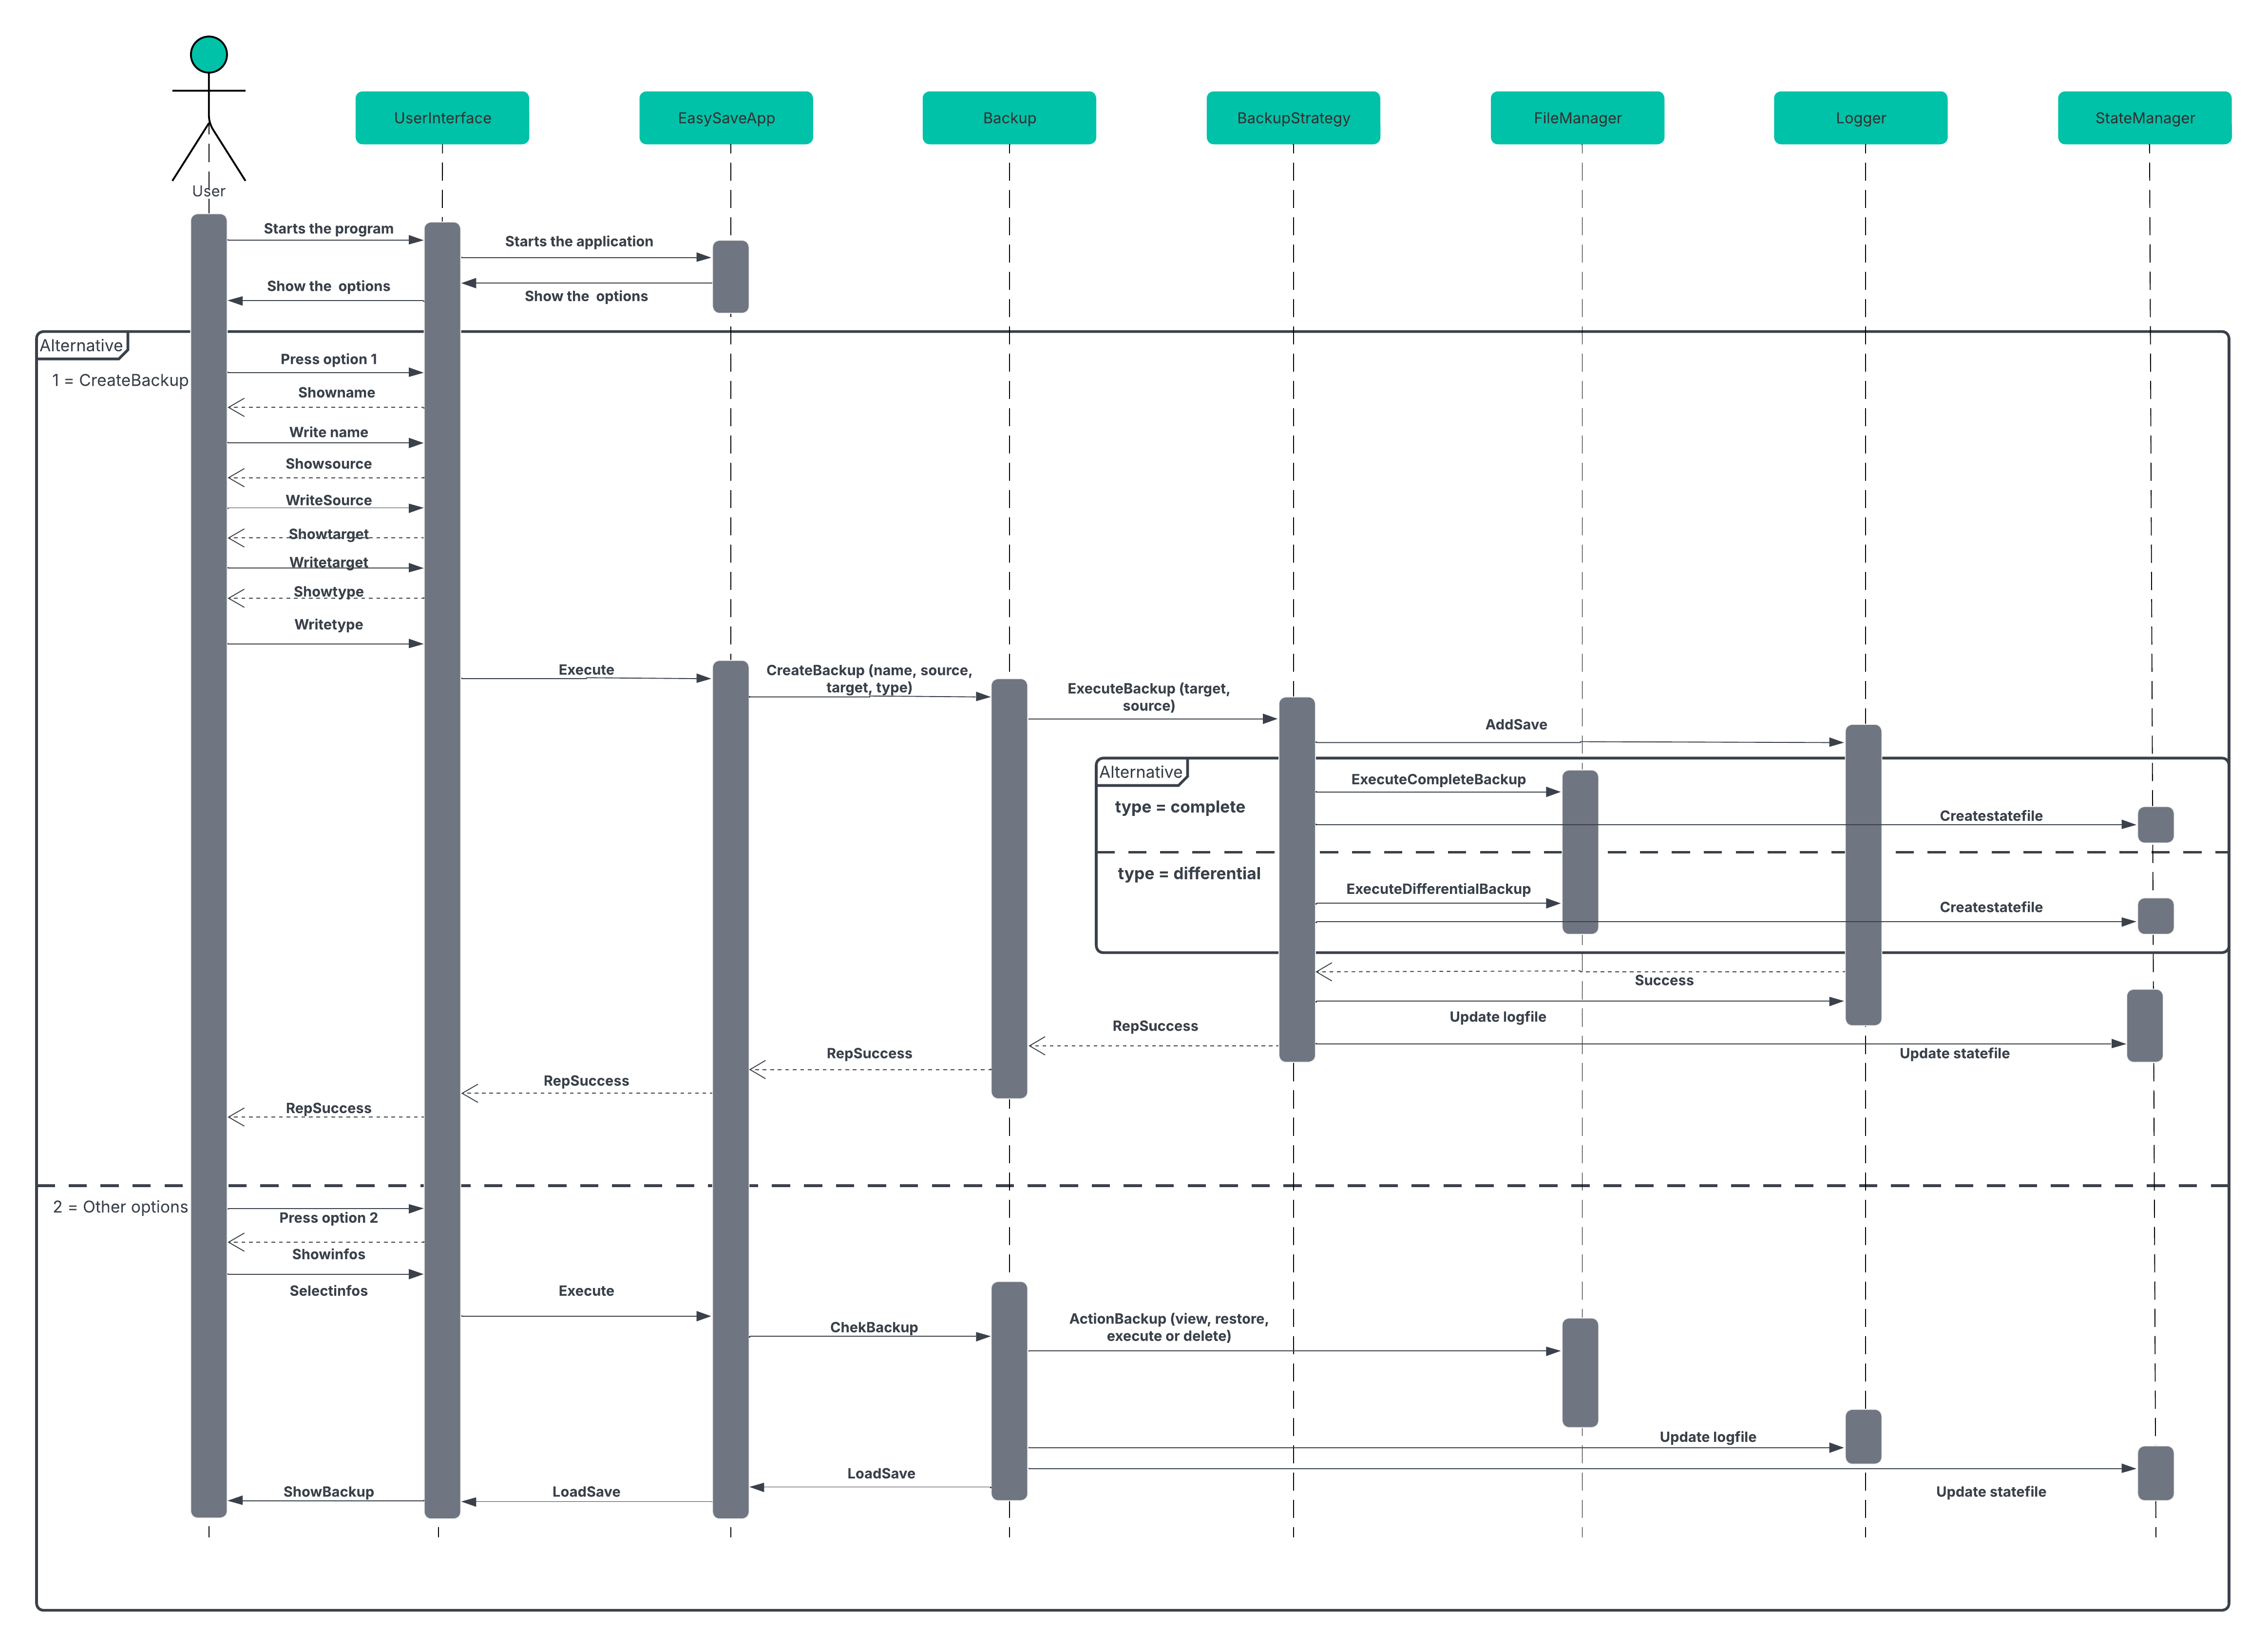 UserInterface
EasySaveApp
Backup
BackupStrategy
FileManager
Logger
StateManager
User
Starts the program
Starts the application
Show the  options
Show the  options
Alternative
Press option 1
1 = CreateBackup
Showname
Write name
Showsource
WriteSource
Showtarget
Writetarget
Showtype
Writetype
Execute
CreateBackup (name, source,
target, type)
ExecuteBackup (target,
source)
AddSave
Alternative
ExecuteCompleteBackup
type = complete
Createstatefile
type = differential
ExecuteDifferentialBackup
Createstatefile
Success
Update logfile
RepSuccess
Update statefile
RepSuccess
RepSuccess
RepSuccess
2 = Other options
Press option 2
Showinfos
Selectinfos
Execute
ChekBackup
ActionBackup (view, restore,
execute or delete)
Update logfile
LoadSave
Update statefile
LoadSave
ShowBackup